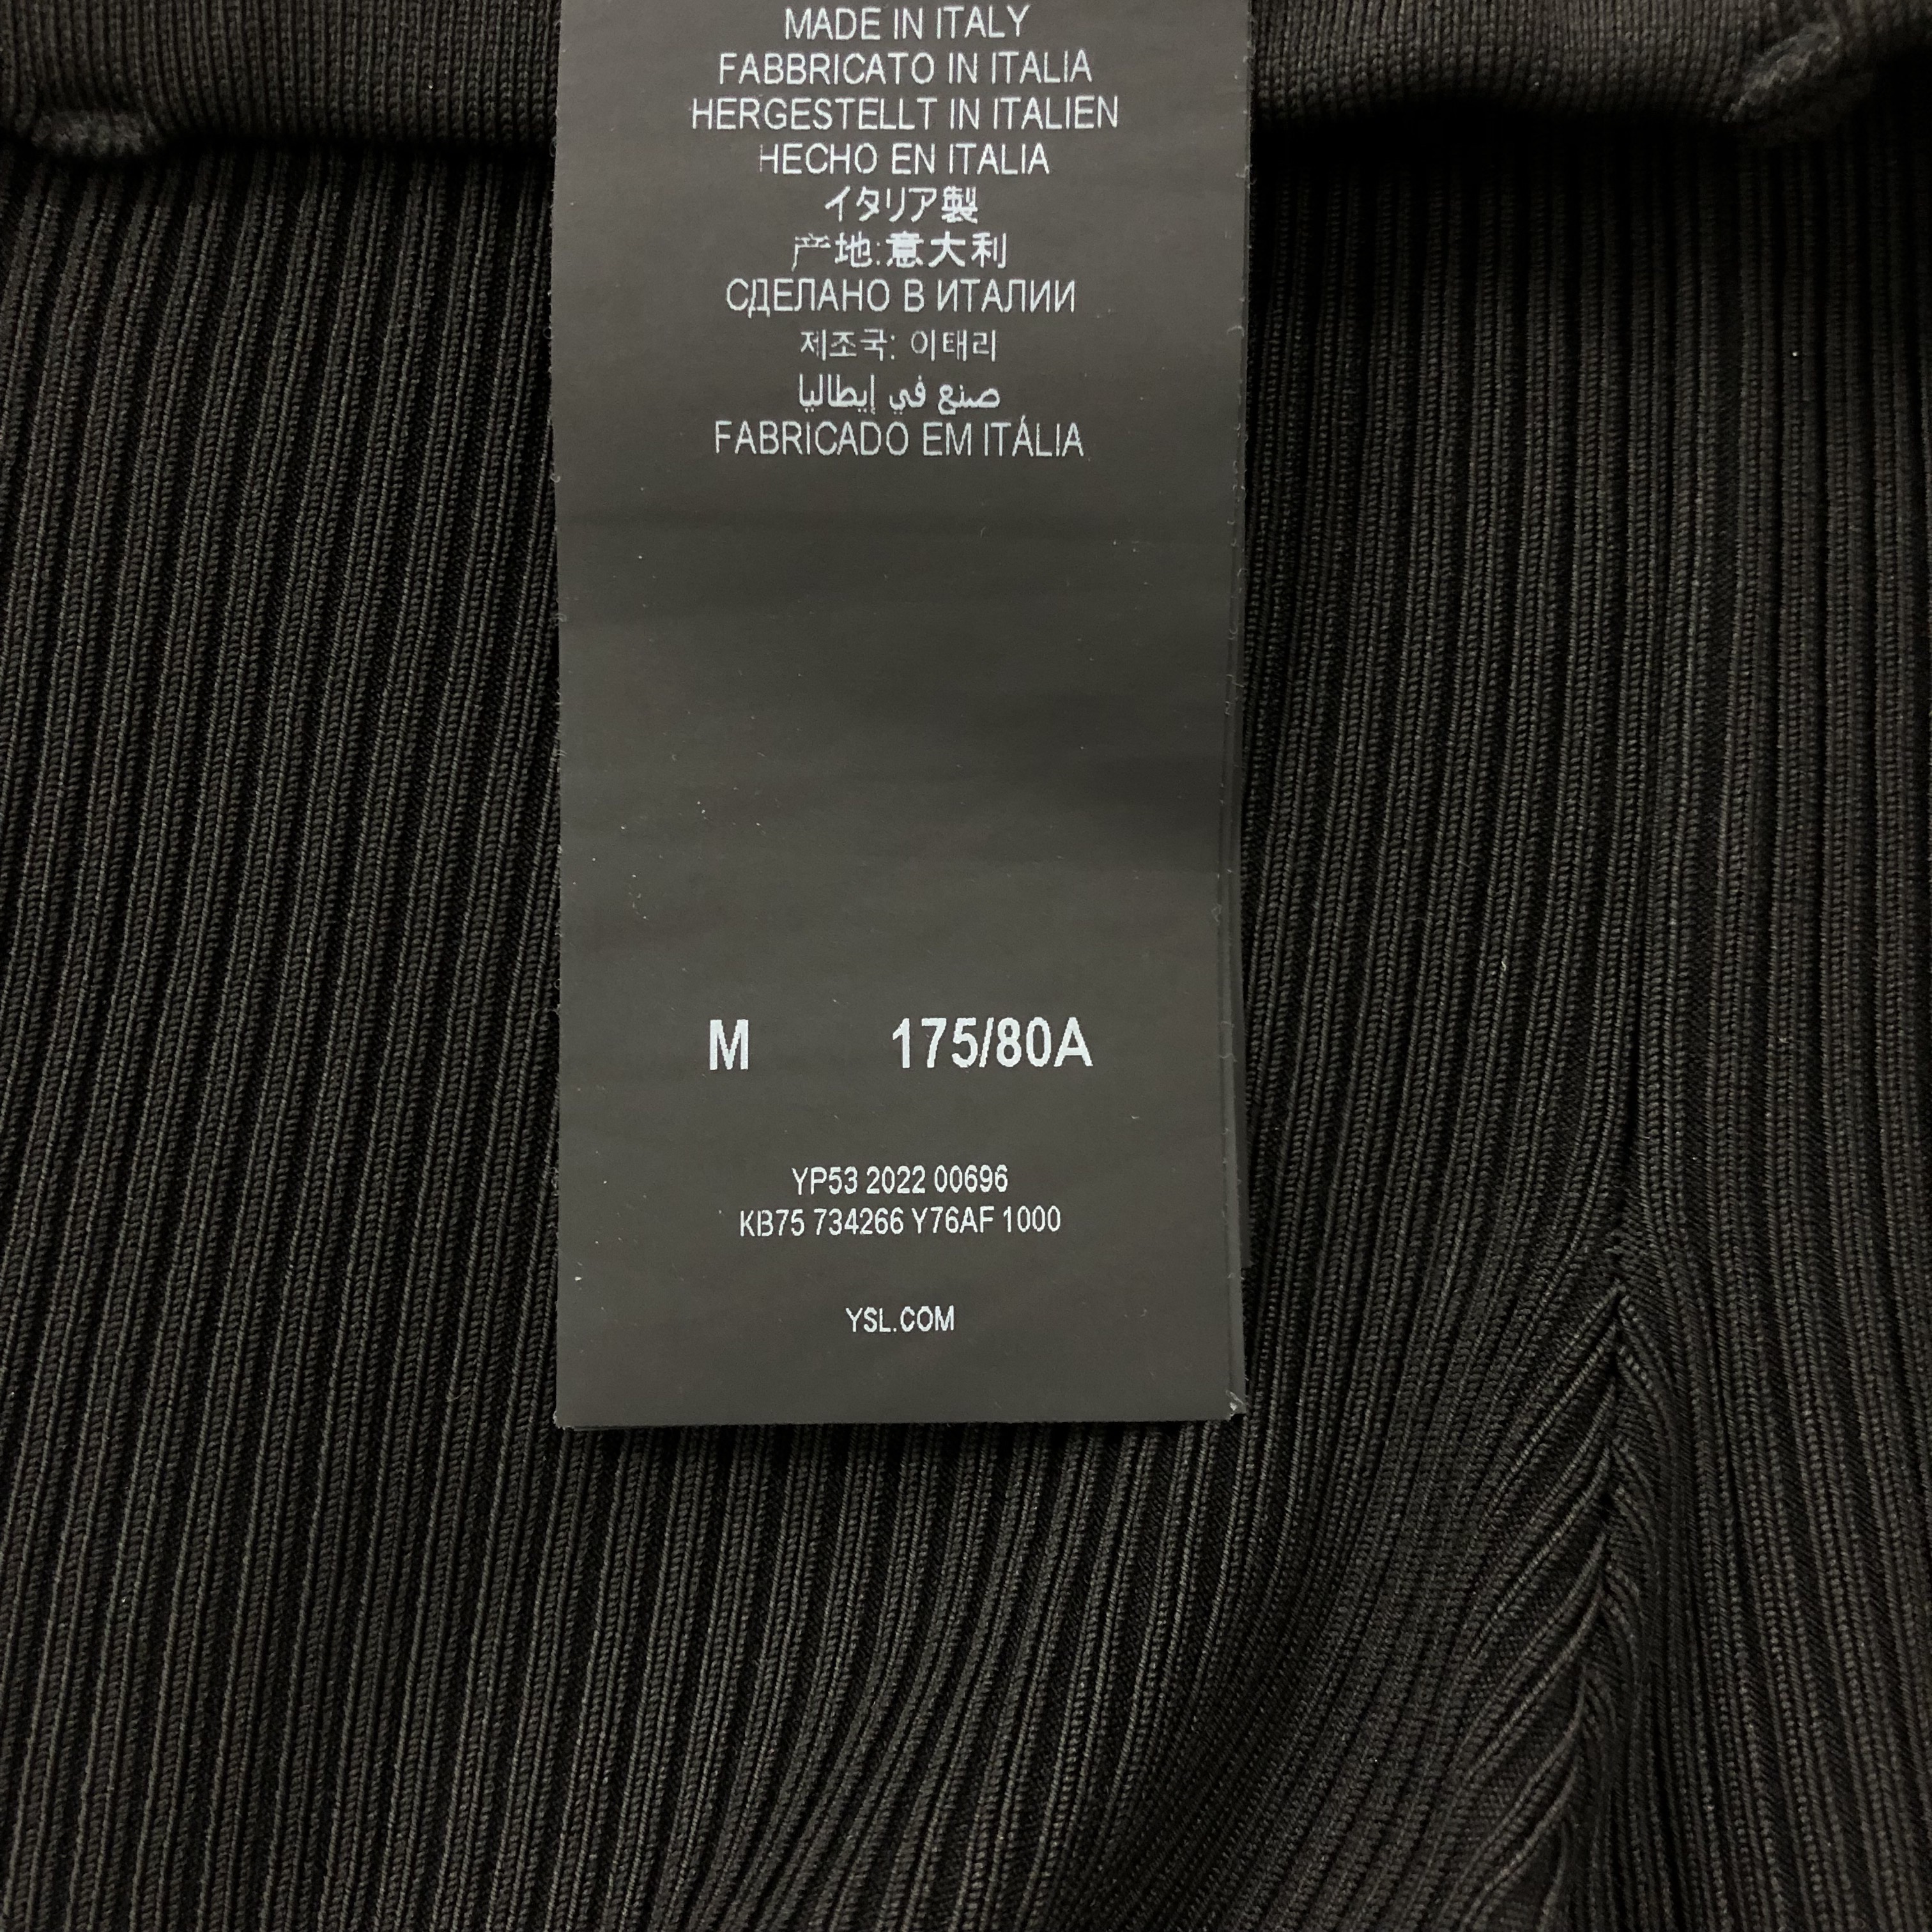 MADE IN ITALY
FABBRICATO IN ITALIA
HERGESTELLT IN ITALIEN
HECHO EN ITALIA
イタリア製
产地:意大利
СДЕЛАНО В ИТАЛИИ
제조국: 이태리
صنع في إيطاليا
FABRICADO EM ITÁLIA
M 175/80A
YP53 2022 00696
KB75 734266 Y76AF 1000
YSL.COM